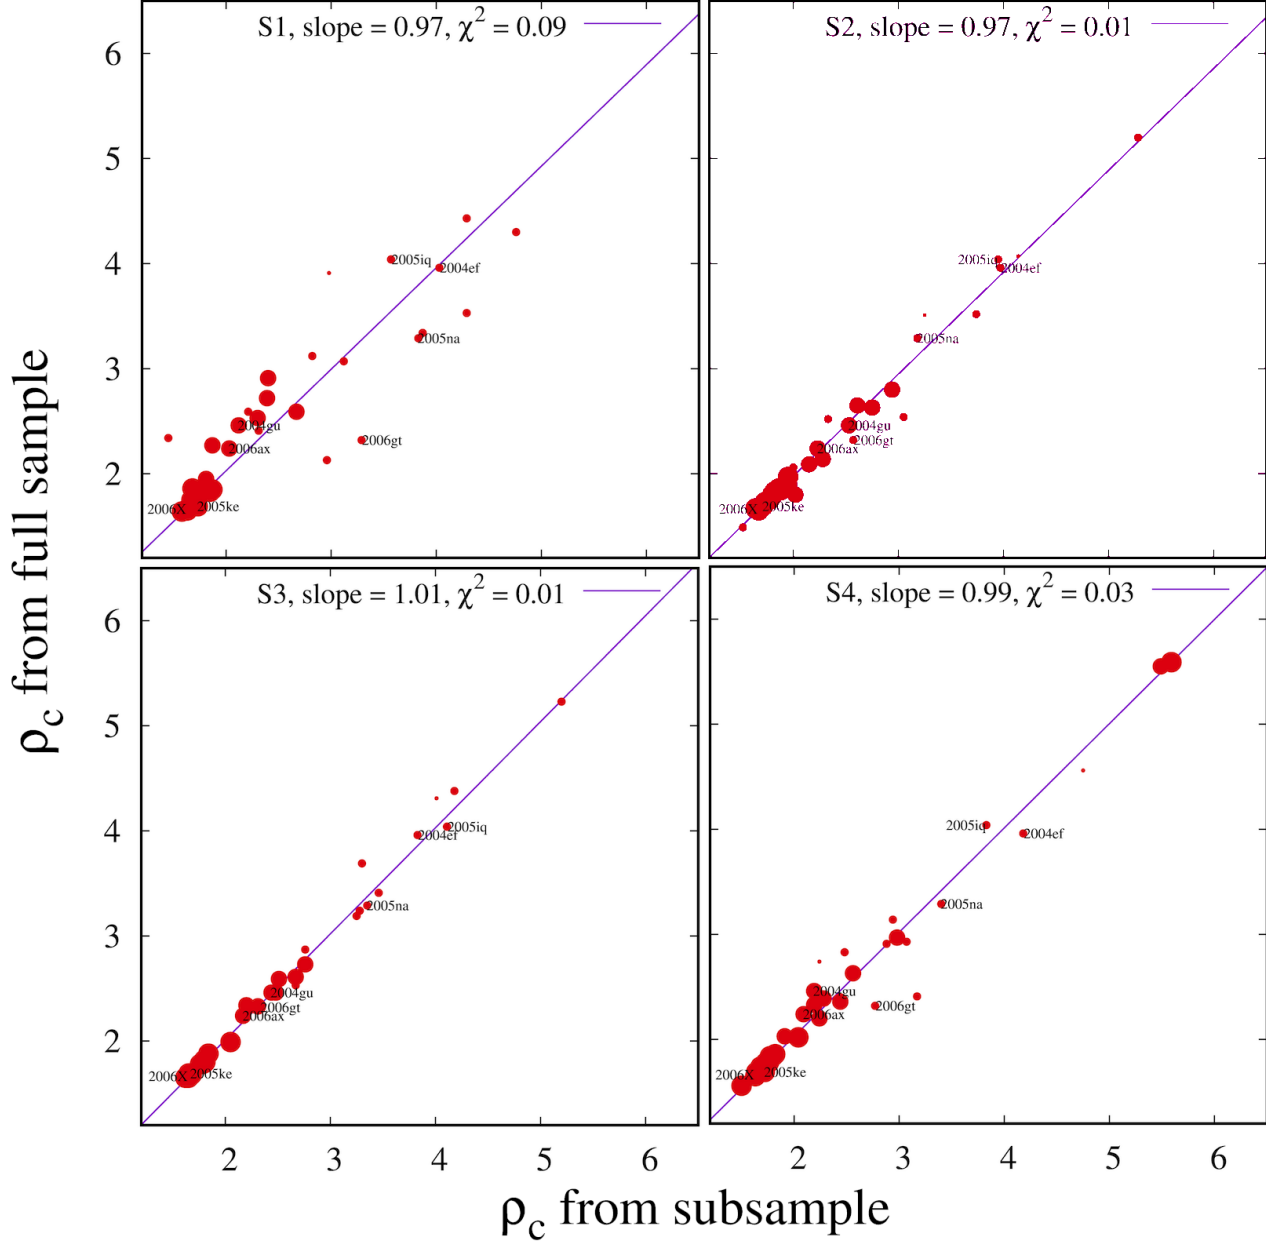 ρc from full sample
S1, slope = 0.97, χ2 = 0.09
6
5
4
3
2
2005iq
2004ef
2005na
2004gu
2006gt
2006ax
2006X
2005ke
S2, slope = 0.97, χ2 = 0.01
2005iq
2004ef
2005na
2004gu
2006gt
2006ax
2006X
2005ke
S3, slope = 1.01, χ2 = 0.01
6
5
4
3
2
2005iq
2004ef
2005na
2004gu
2006gt
2006ax
2006X
2005ke
2 3 4 5 6
S4, slope = 0.99, χ2 = 0.03
2005iq
2004ef
2005na
2004gu
2006gt
2006ax
2006X
2005ke
2 3 4 5 6
ρc from subsample